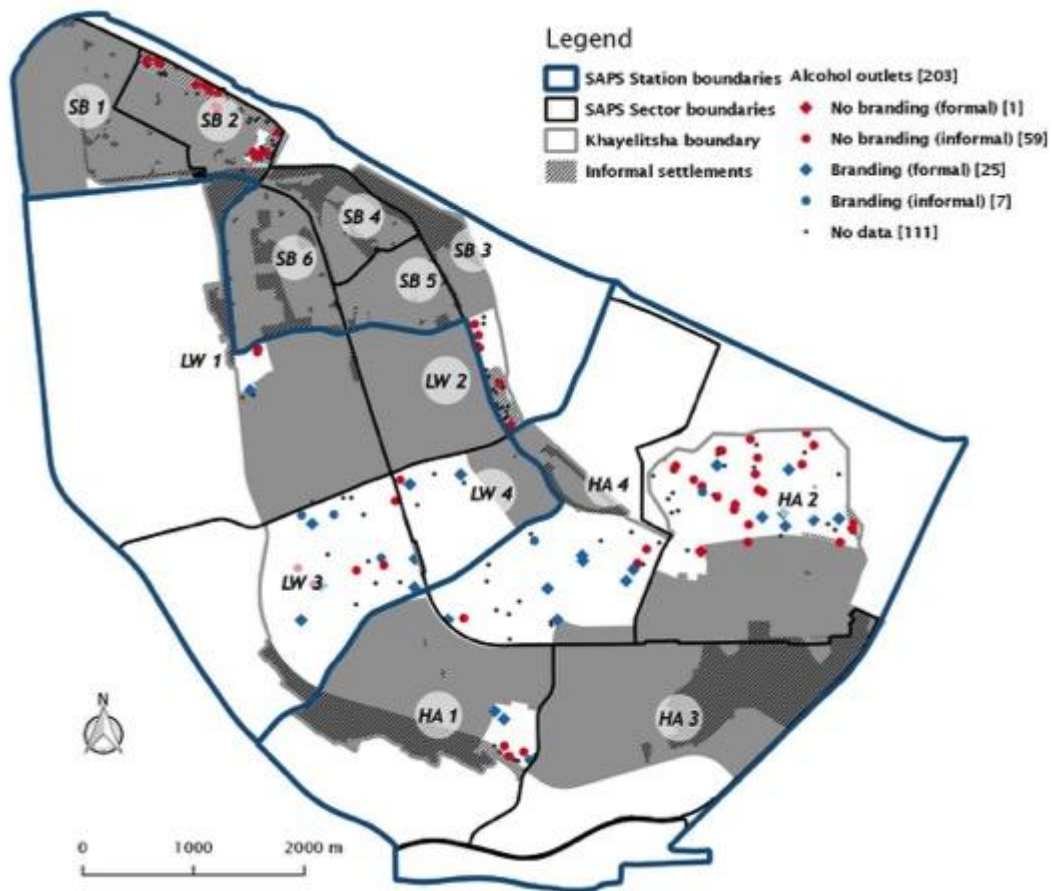 Legend
SAPS Station boundaries
SAPS Sector boundaries
Khayelitsha boundary
Informal settlements
Alcohol outlets [203]
No branding (formal) [1]
No branding (informal) [59]
Branding (formal) [25]
Branding (informal) [7]
No data [111]
SB 1
SB 2
SB 4
SB 3
SB 6
SB 5
LW 1
LW 2
LW 4
HA 4
HA 2
LW 3
HA 1
HA 3
N
0 1000 2000 m